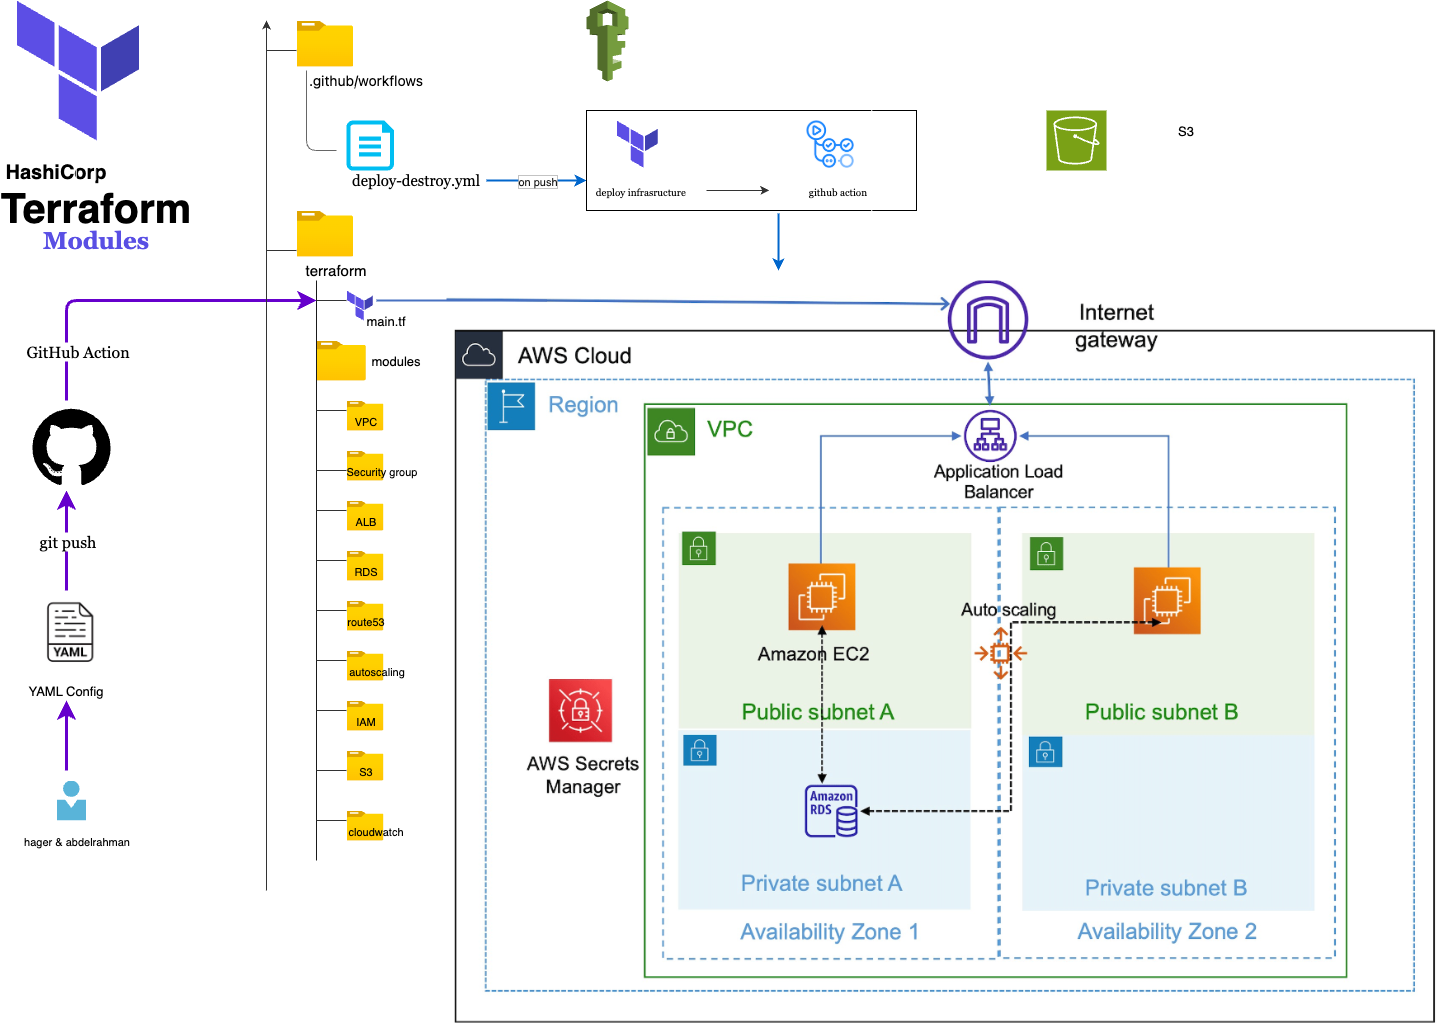 HashiCorp
Terraform
Modules
.github/workflows
deploy-destroy.yml
on push
deploy infrasructure
github action
S3
terraform
main.tf
modules
VPC
Security group
ALB
RDS
route53
autoscaling
IAM
S3
cloudwatch
GitHub Action
git push
YAML
YAML Config
hager & abdelrahman
Internet
gateway
AWS Cloud
Region
VPC
Application Load
Balancer
Auto scaling
Amazon EC2
Public subnet A
Public subnet B
AWS Secrets
Manager
Amazon
RDS
Private subnet A
Private subnet B
Availability Zone 1
Availability Zone 2